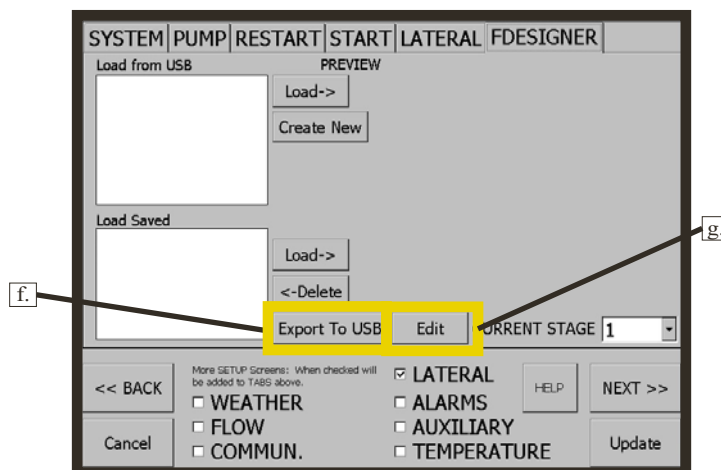 SYSTEM PUMP RESTART START LATERAL FDESIGNER
Load from USB PREVIEW
Load->
Create New
Load Saved
Load->
<-Delete
Export To USB Edit CURRENT STAGE 1
f.
g.
<< BACK
More SETUP Screens: When checked will
be added to TABS above.
LATERAL
HELP
NEXT >>
WEATHER ALARMS
FLOW AUXILIARY
Cancel
COMMUN. TEMPERATURE
Update